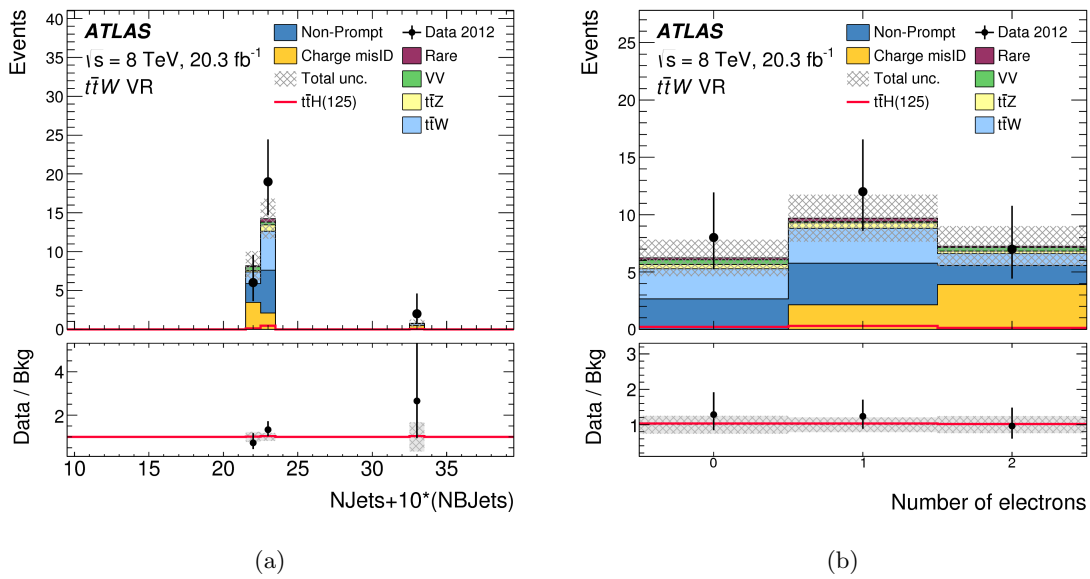 Events
40
35
30
25
20
15
10
5
0
ATLAS
√s = 8 TeV, 20.3 fb⁻¹
tt̄W VR
Non-Prompt
Charge misID
Total unc.
tt̄H(125)
Data 2012
Rare
VV
tt̄Z
tt̄W
Data / Bkg
4
2
10 15 20 25 30 35
NJets+10*(NBJets)
(a)
Events
25
20
15
10
5
0
ATLAS
√s = 8 TeV, 20.3 fb⁻¹
tt̄W VR
Non-Prompt
Charge misID
Total unc.
tt̄H(125)
Data 2012
Rare
VV
tt̄Z
tt̄W
Data / Bkg
3
2
1
0 1 2
Number of electrons
(b)